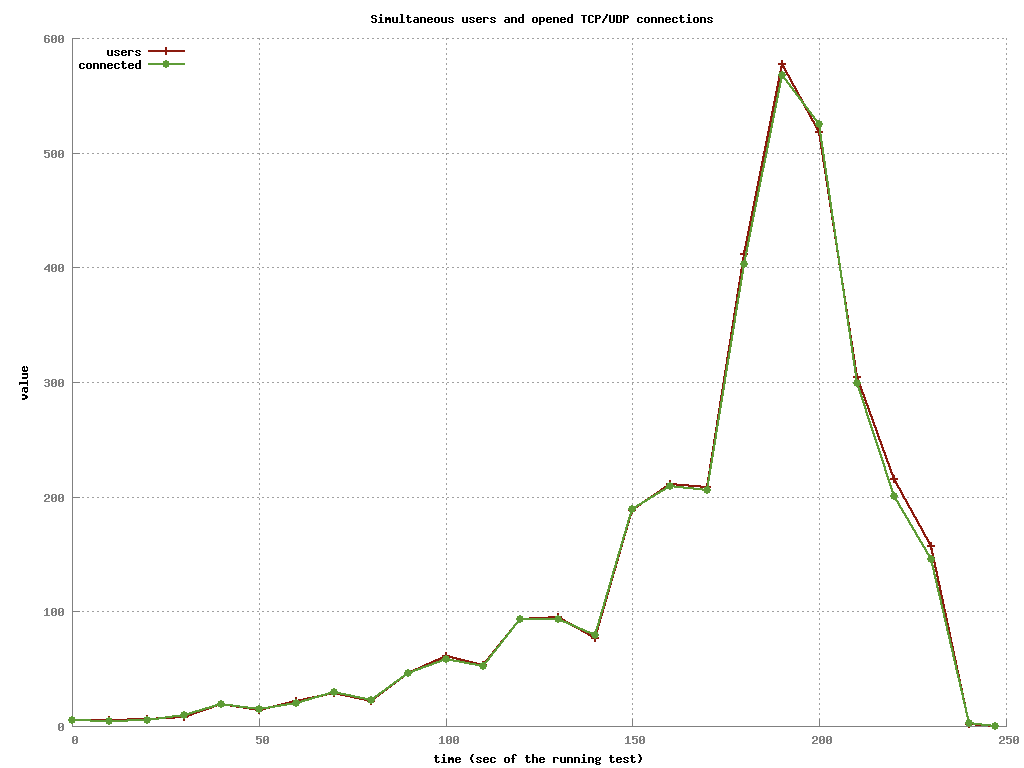 Simultaneous users and opened TCP/UDP connections
600
users
connected
500
400
300
value
200
100
0
0 50 100 150 200 250
time (sec of the running test)